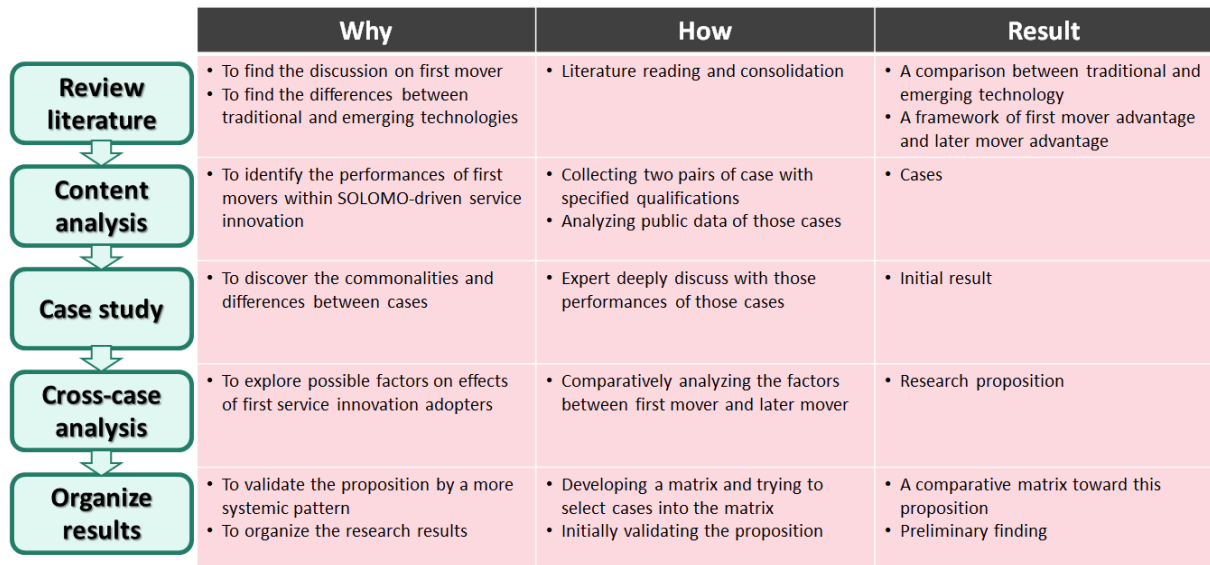 Why
How
Result
Review
literature
• To find the discussion on first mover
• To find the differences between
traditional and emerging technologies
• Literature reading and consolidation
• A comparison between traditional and
emerging technology
• A framework of first mover advantage
and later mover advantage
Content
analysis
• To identify the performances of first
movers within SOLOMO-driven service
innovation
• Collecting two pairs of case with
specified qualifications
• Analyzing public data of those cases
• Cases
Case study
• To discover the commonalities and
differences between cases
• Expert deeply discuss with those
performances of those cases
• Initial result
Cross-case
analysis
• To explore possible factors on effects
of first service innovation adopters
• Comparatively analyzing the factors
between first mover and later mover
• Research proposition
Organize
results
• To validate the proposition by a more
systemic pattern
• To organize the research results
• Developing a matrix and trying to
select cases into the matrix
• Initially validating the proposition
• A comparative matrix toward this
proposition
• Preliminary finding